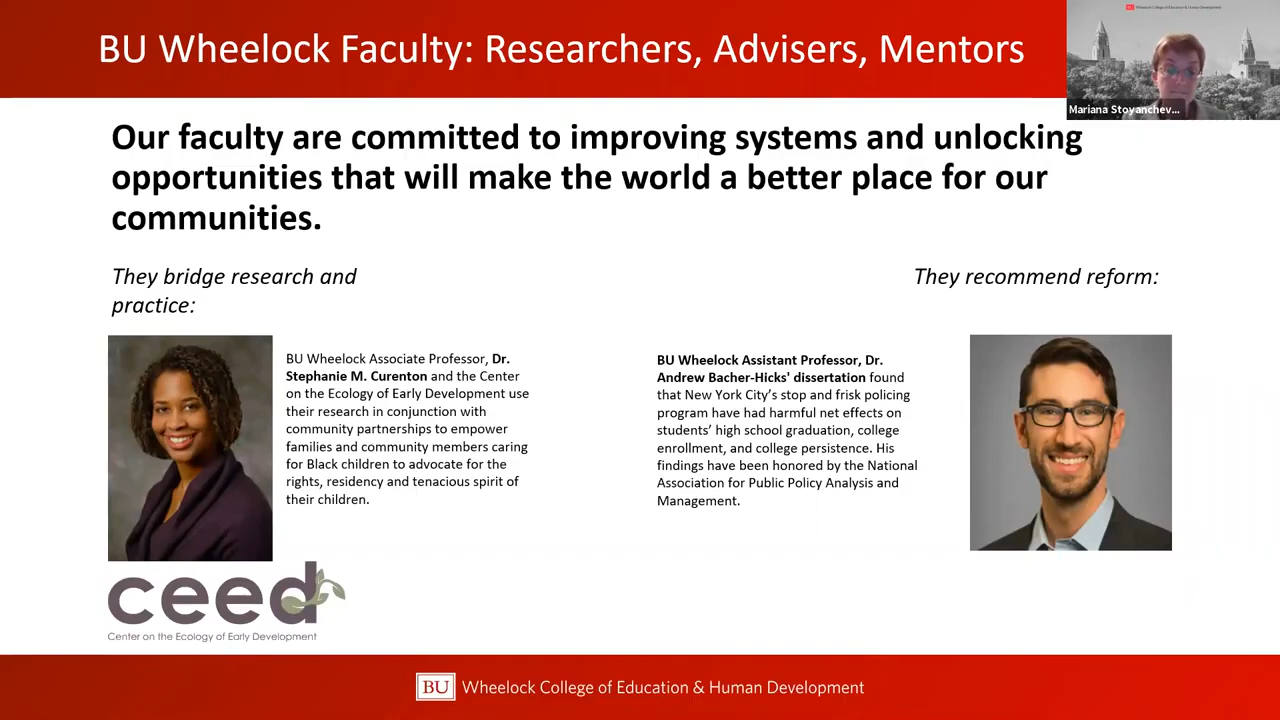 BU Wheelock Faculty: Researchers, Advisers, Mentors
BU Wheelock College of Education & Human Development
Mariana Stoyanchev...
Our faculty are committed to improving systems and unlocking
opportunities that will make the world a better place for our
communities.
They bridge research and
practice:
They recommend reform:
BU Wheelock Associate Professor, Dr.
Stephanie M. Curenton and the Center
on the Ecology of Early Development use
their research in conjunction with
community partnerships to empower
families and community members caring
for Black children to advocate for the
rights, residency and tenacious spirit of
their children.
BU Wheelock Assistant Professor, Dr.
Andrew Bacher-Hicks' dissertation found
that New York City's stop and frisk policing
program have had harmful net effects on
students' high school graduation, college
enrollment, and college persistence. His
findings have been honored by the National
Association for Public Policy Analysis and
Management.
ceed
Center on the Ecology of Early Development
BU Wheelock College of Education & Human Development